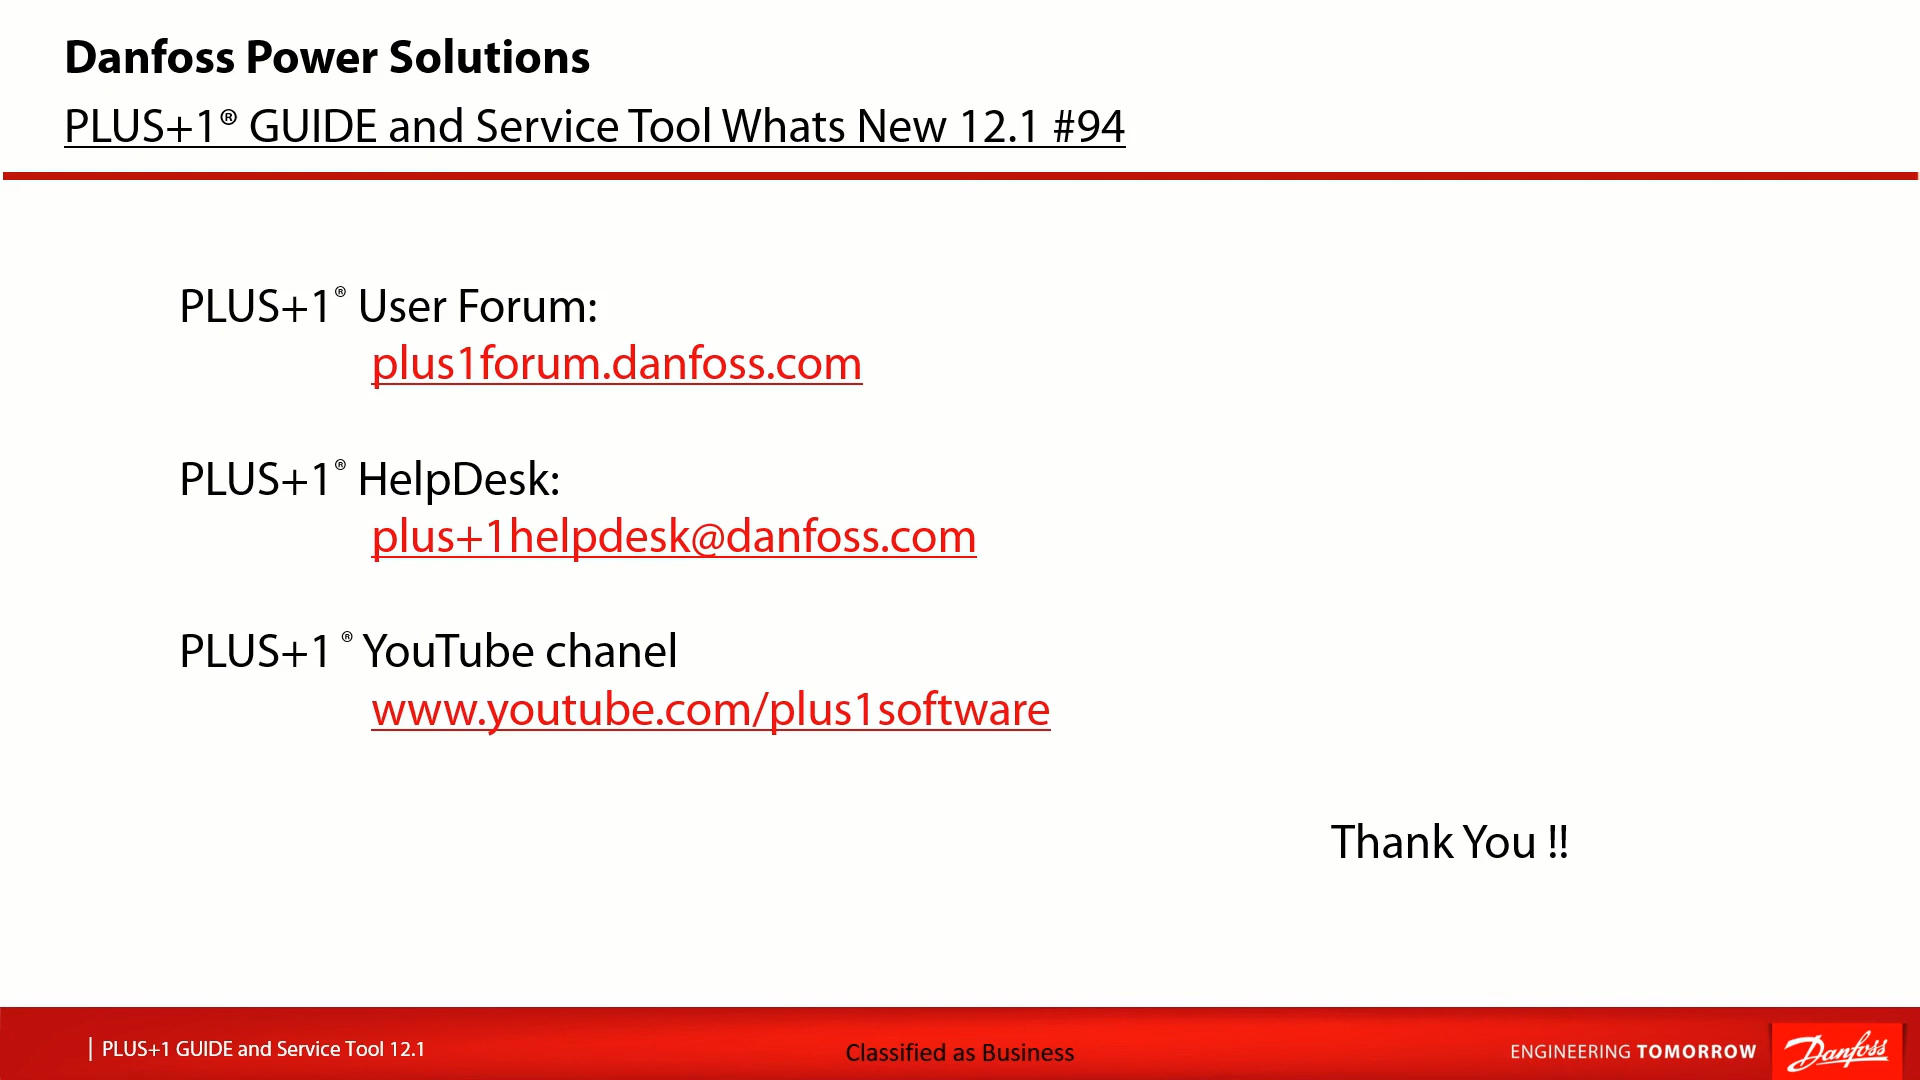 Danfoss Power Solutions
PLUS+1® GUIDE and Service Tool Whats New 12.1 #94
PLUS+1® User Forum:
plus1forum.danfoss.com
PLUS+1® HelpDesk:
plus+1helpdesk@danfoss.com
PLUS+1 ® YouTube chanel
www.youtube.com/plus1software
Thank You !!
| PLUS+1 GUIDE and Service Tool 12.1
Classified as Business
ENGINEERING TOMORROW
Danfoss